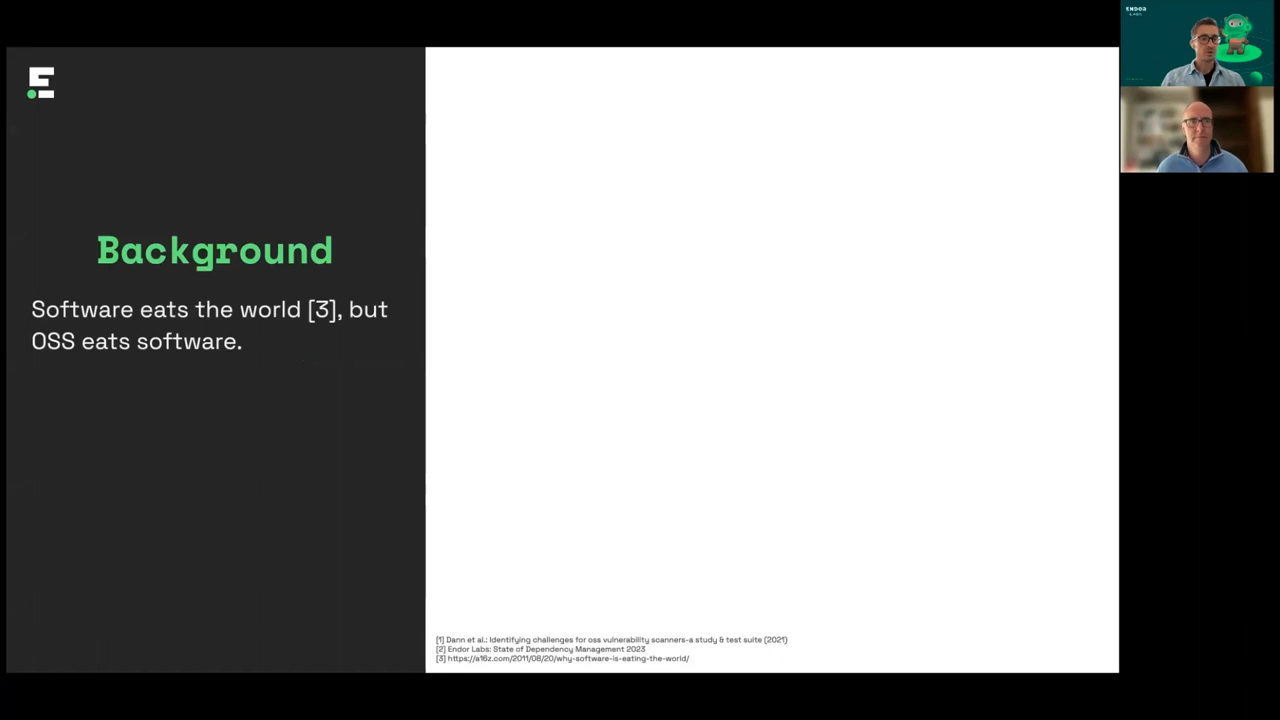 Background
Software eats the world [3], but
OSS eats software.
[1] Dann et al.: Identifying challenges for oss vulnerability scanners-a study & test suite (2021)
[2] Endor Labs: State of Dependency Management 2023
[3] https://a16z.com/2011/08/20/why-software-is-eating-the-world/
ENDOR
LABS